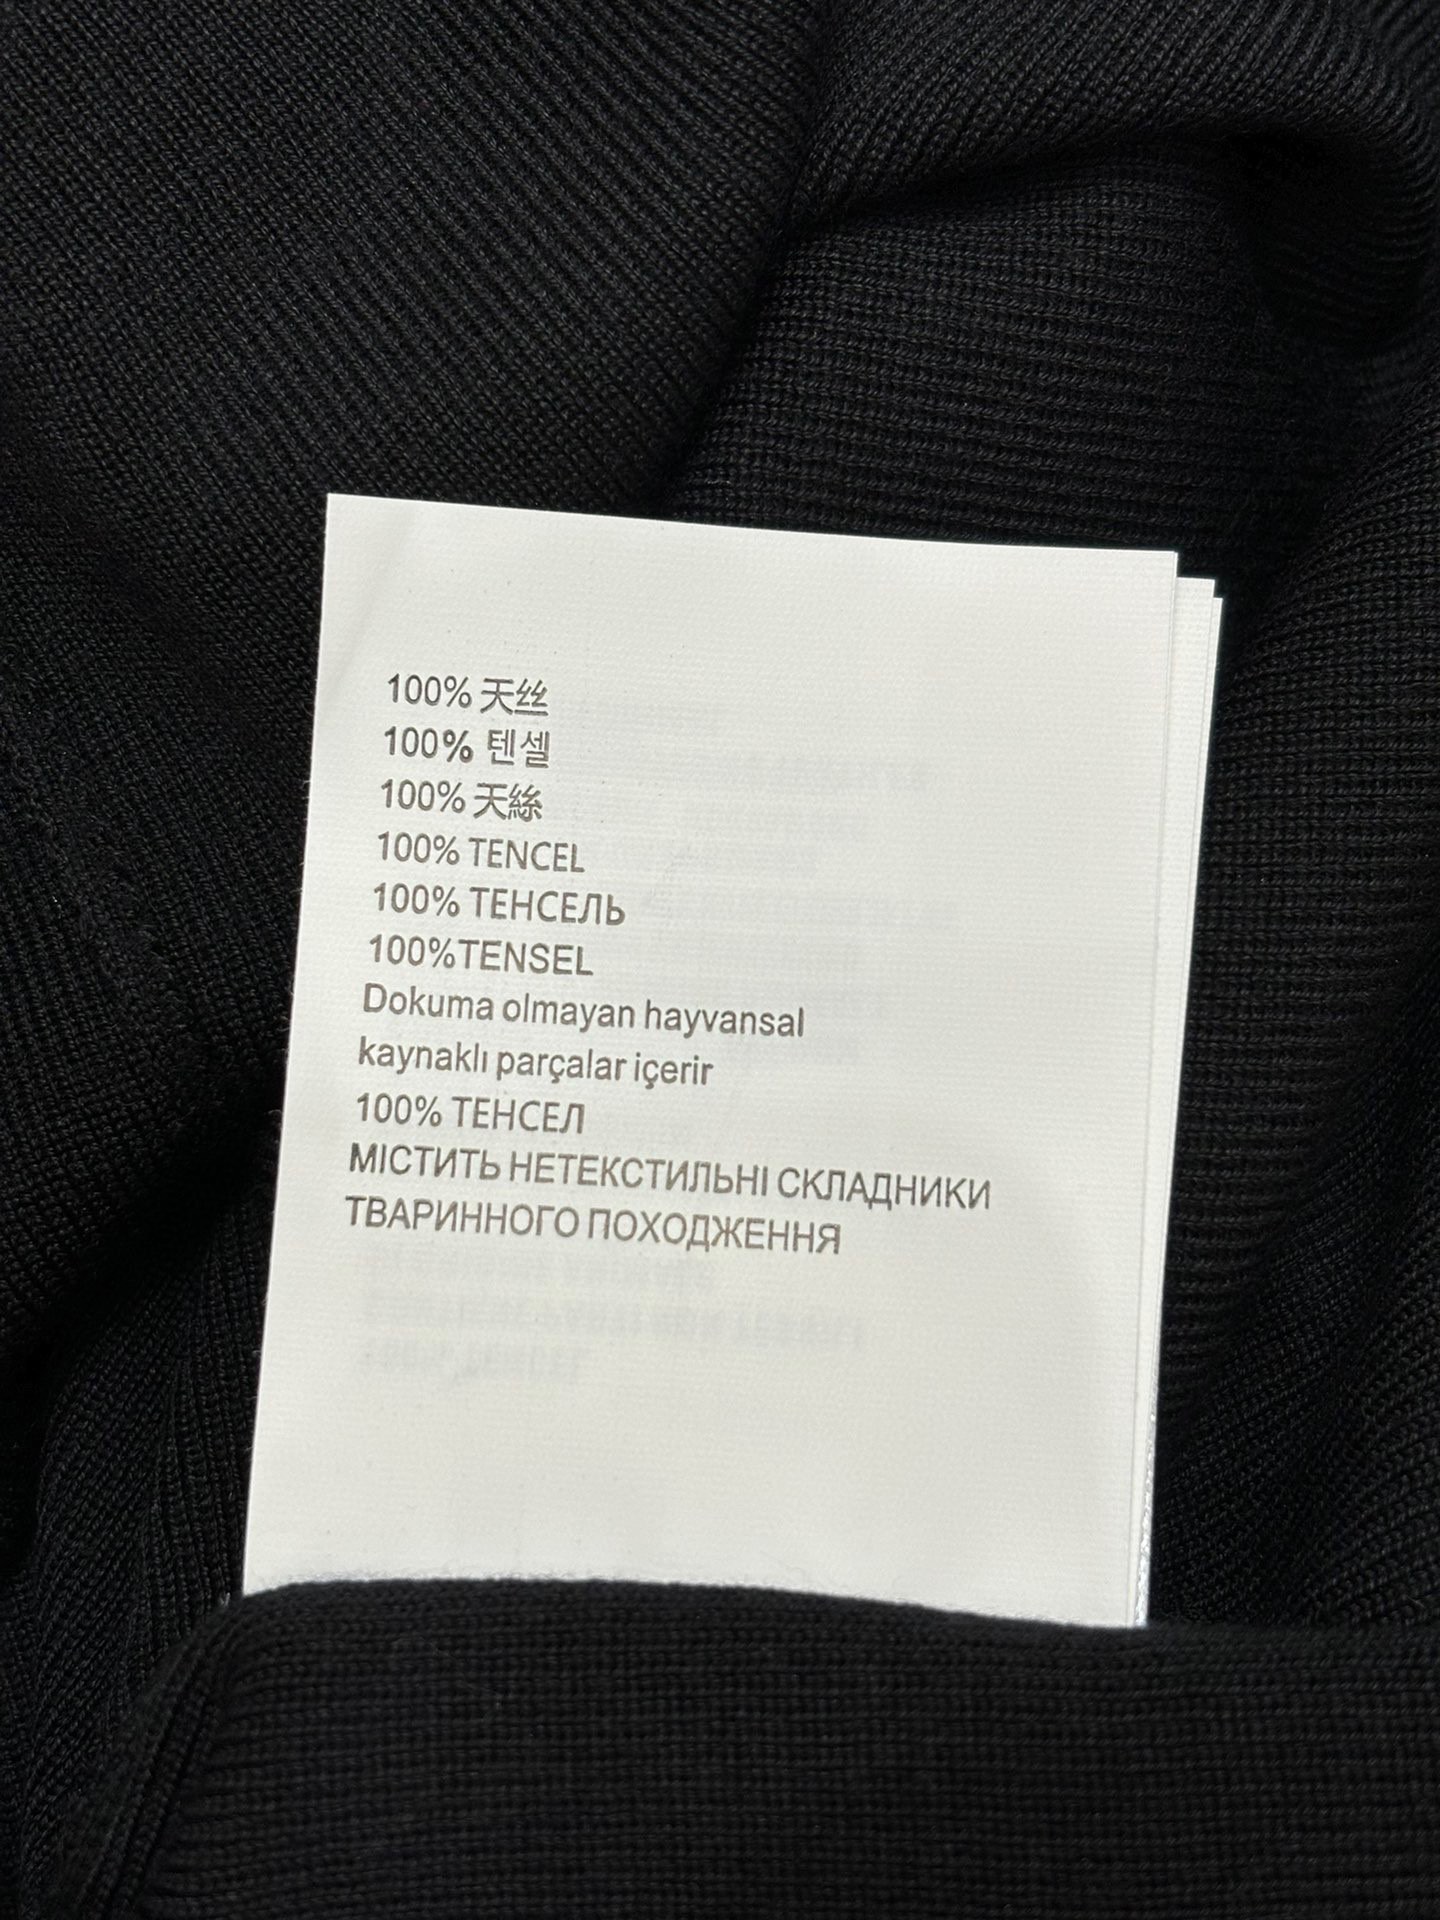 100% 天丝
100% 텐셀
100% 天絲
100% TENCEL
100% ТЕНСЕЛЬ
100%TENSEL
Dokuma olmayan hayvansal
kaynaklı parçalar içerir
100% ТЕНСЕЛ
МІСТИТЬ НЕТЕКСТИЛЬНІ СКЛАДНИКИ
ТВАРИННОГО ПОХОДЖЕННЯ